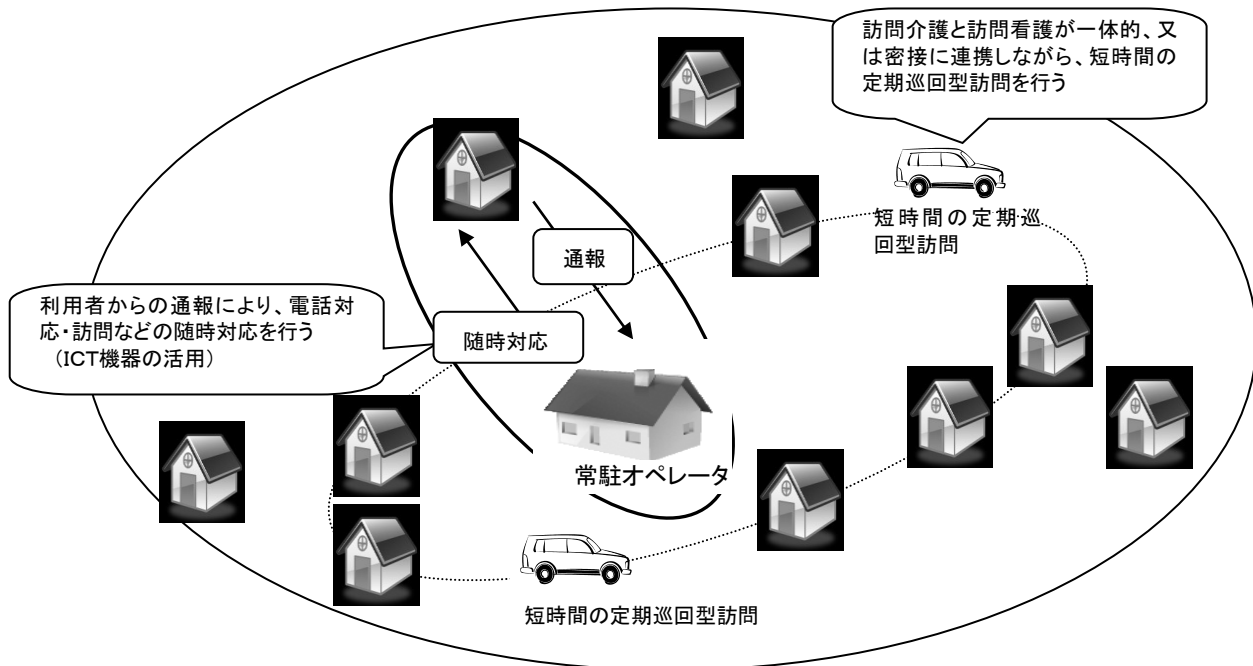 訪問介護と訪問看護が一体的、又
は密接に連携しながら、短時間の
定期巡回型訪問を行う
短時間の定期巡
回型訪問
通報
利用者からの通報により、電話対
応・訪問などの随時対応を行う
（ICT機器の活用）
随時対応
常駐オペレータ
短時間の定期巡回型訪問